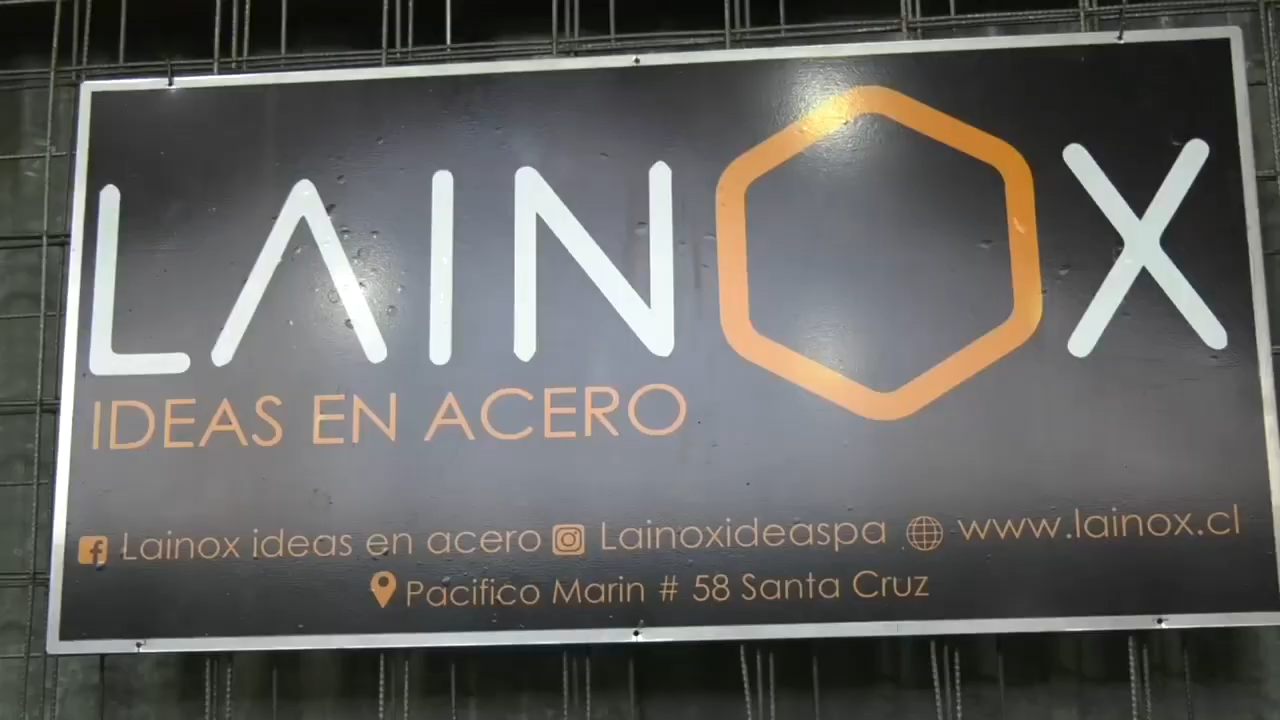 LAINOX
IDEAS EN ACERO
Lainox ideas en acero Lainoxideaspa www.lainox.cl
Pacifico Marin # 58 Santa Cruz